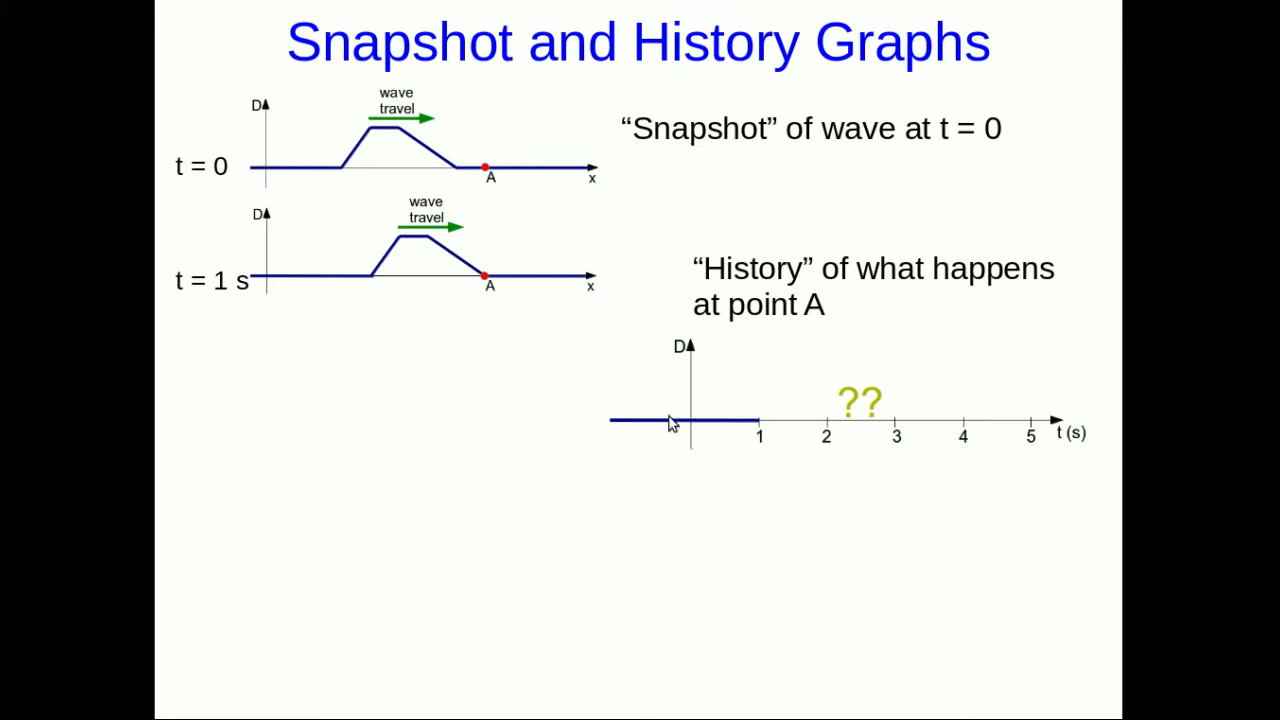 Snapshot and History Graphs
wave
travel
D
t = 0
A
x
“Snapshot” of wave at t = 0
wave
travel
D
t = 1 s
A
x
“History” of what happens
at point A
D
??
1 2 3 4 5 t (s)